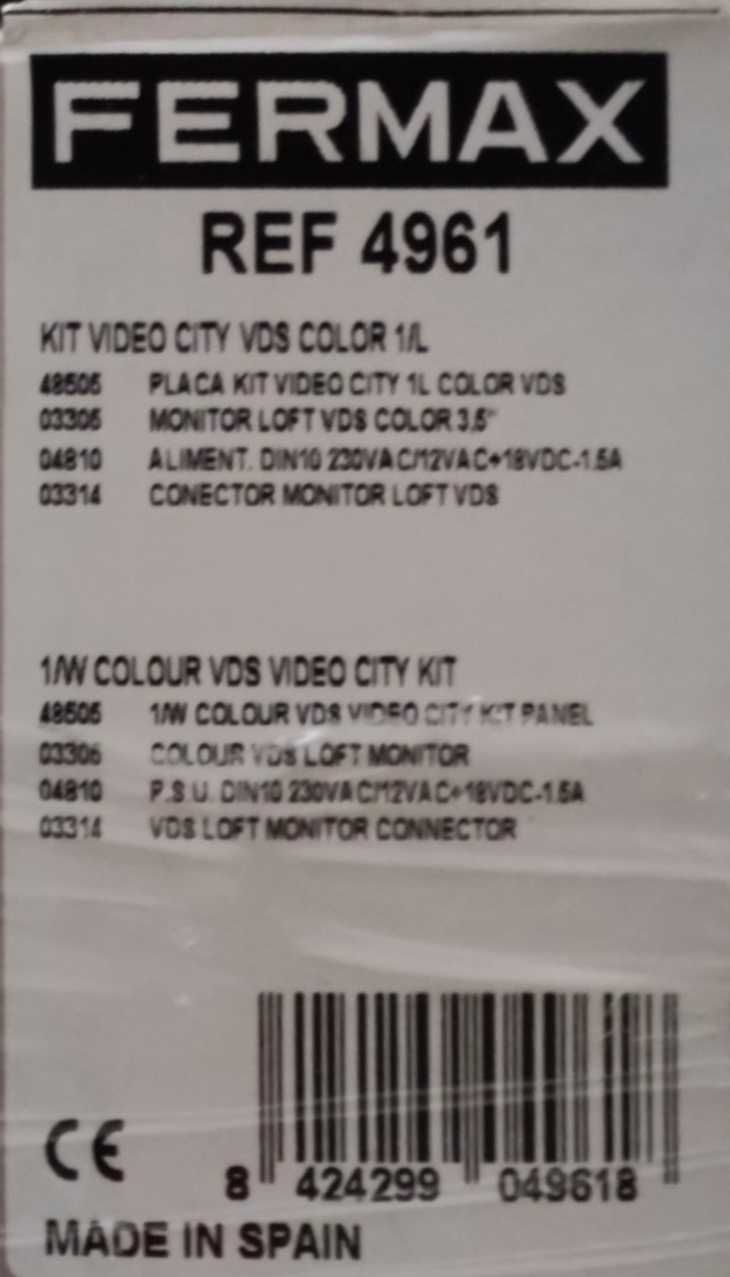 FERMAX
REF 4961
KIT VIDEO CITY VDS COLOR 1/L
48505 PLACA KIT VIDEO CITY 1L COLOR VDS
03306 MONITOR LOFT VDS COLOR 3.5"
04810 ALIMENT. DIN10 230VAC/12VAC+18VDC-1.5A
03314 CONECTOR MONITOR LOFT VDS
1/W COLOUR VDS VIDEO CITY KIT
48505 1/W COLOUR VDS VIDEO CITY KIT PANEL
03306 COLOUR VDS LOFT MONITOR
04810 P.S.U. DIN10 230VAC/12VAC+18VDC-1.5A
03314 VDS LOFT MONITOR CONNECTOR
CE
8 424299 049618
MADE IN SPAIN